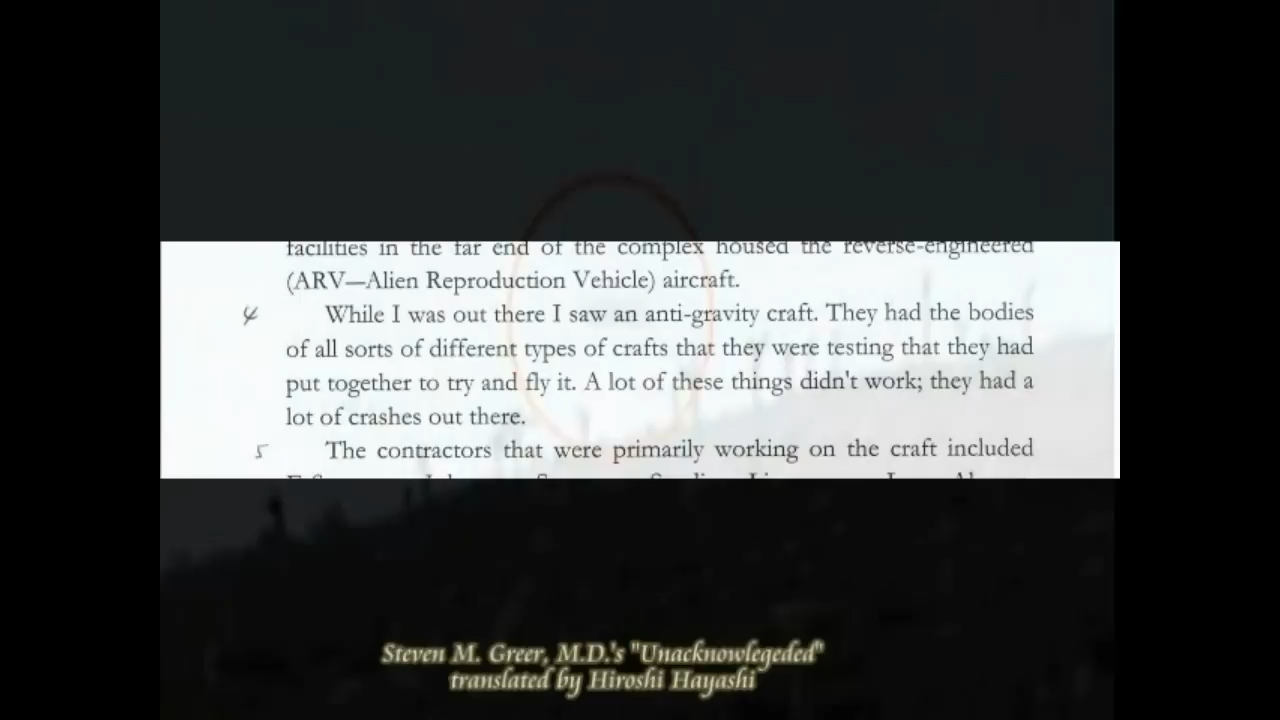 facilities in the far end of the complex housed the reverse-engineered
(ARV—Alien Reproduction Vehicle) aircraft.
4 While I was out there I saw an anti-gravity craft. They had the bodies
of all sorts of different types of crafts that they were testing that they had
put together to try and fly it. A lot of these things didn't work; they had a
lot of crashes out there.
5 The contractors that were primarily working on the craft included
Steven M. Greer, M.D.'s "Unacknowlegeded"
translated by Hiroshi Hayashi